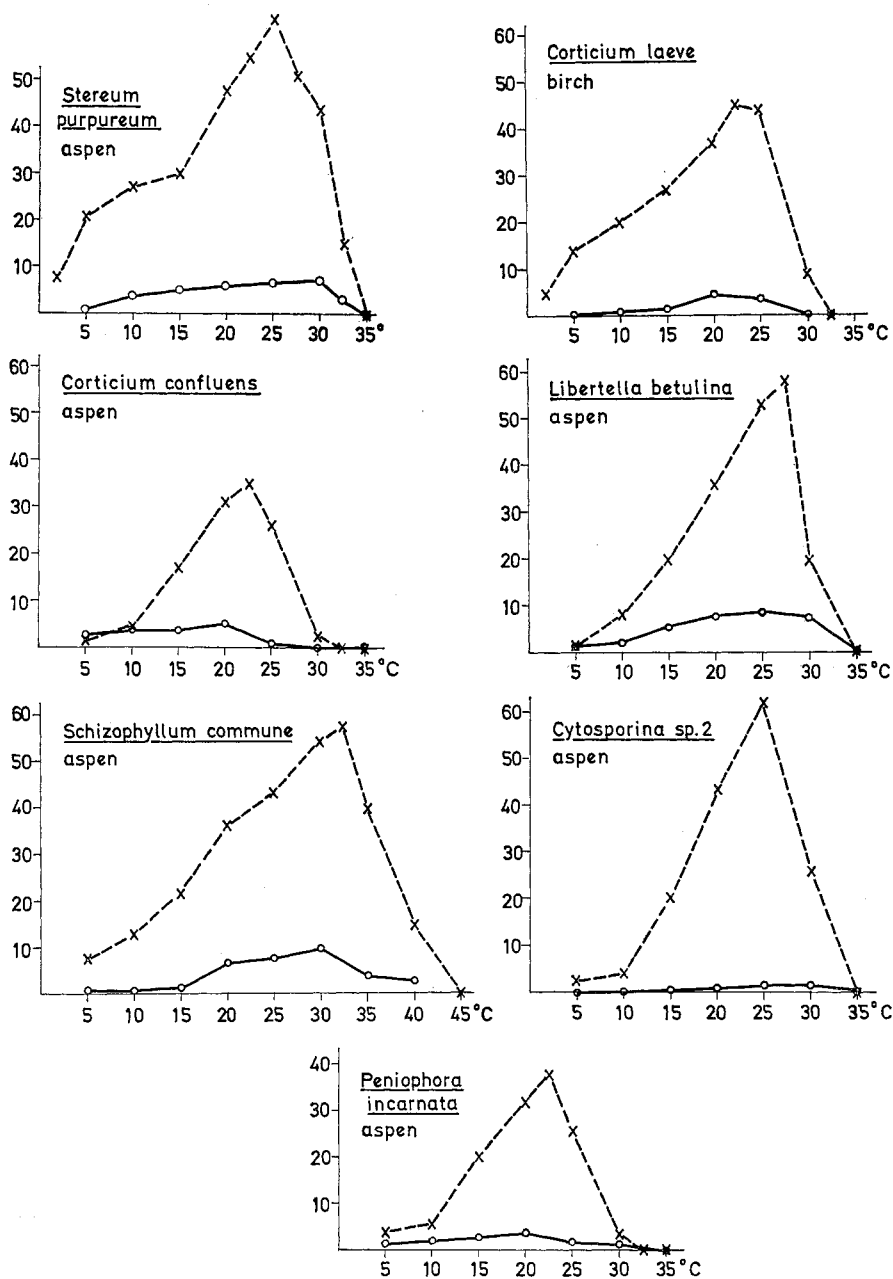 50
40
30
20
10
Stereum
purpureum
aspen
5 10 15 20 25 30 35°
60
50
40
30
20
10
Corticium laeve
birch
5 10 15 20 25 30 35°C
60
50
40
30
20
10
Corticium confluens
aspen
5 10 15 20 25 30 35°C
60
50
40
30
20
10
Libertella betulina
aspen
5 10 15 20 25 30 35°C
60
50
40
30
20
10
Schizophyllum commune
aspen
5 10 15 20 25 30 35 40 45°C
60
50
40
30
20
10
Cytosporina sp.2
aspen
5 10 15 20 25 30 35°C
40
30
20
10
Peniophora
incarnata
aspen
5 10 15 20 25 30 35°C